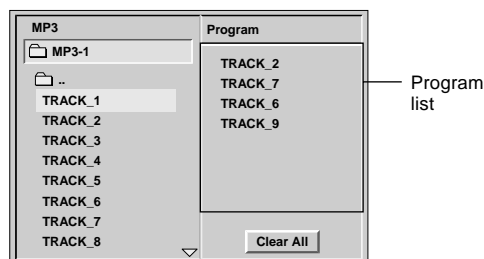 MP3
MP3-1
..
TRACK_1
TRACK_2
TRACK_3
TRACK_4
TRACK_5
TRACK_6
TRACK_7
TRACK_8
Program
TRACK_2
TRACK_7
TRACK_6
TRACK_9
Clear All
Program
list